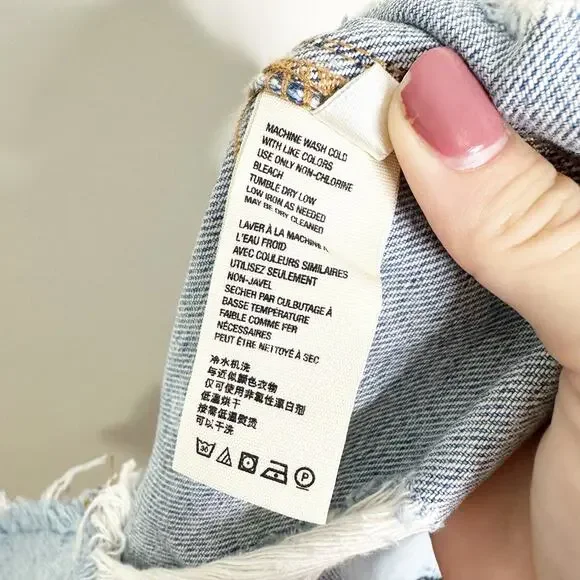 MACHINE WASH COLD
WITH LIKE COLORS
USE ONLY NON-CHLORINE
BLEACH
TUMBLE DRY LOW
LOW IRON AS NEEDED
MAY BE DRY CLEANED
LAVER À LA MACHINE À
L'EAU FROID
AVEC COULEURS SIMILAIRES
UTILISEZ SEULEMENT
NON-JAVEL
SECHER PAR CULBUTAGE À
BASSE TEMPÉRATURE
FAIBLE COMME FER
NÉCESSAIRES
PEUT ÊTRE NETTOYÉ À SEC
冷水机洗
与近似顏色衣物
仅可使用非氯性漂白剂
低温烘干
按需低温熨烫
可以干洗
30 P